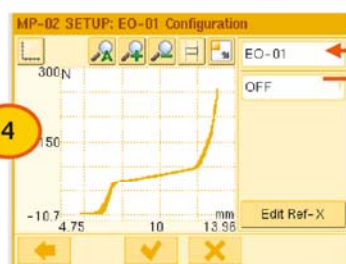 MP-02 SETUP: EO-01 Configuration
EO-01
OFF
300 N
150
-10.7
4.75 10 13.96
mm
Edit Ref-X
4